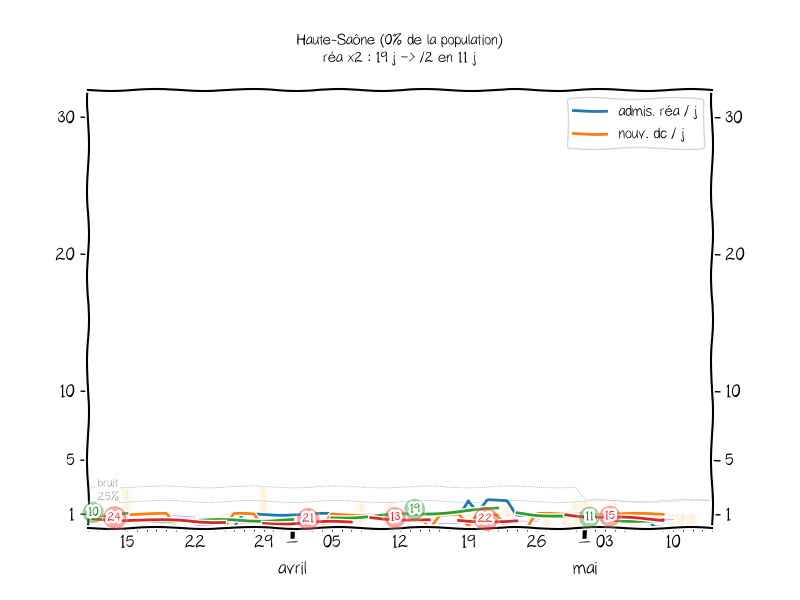 Haute-Saône (0% de la population)
réa x2 : 19 j -> /2 en 11 j
admis. réa / j
nouv. dc / j
30 30
20 20
10 10
5 5
bruit
25%
1 1
10 24 21 13 19 22 11 15
15 22 29 05 12 19 26 03 10
avril mai